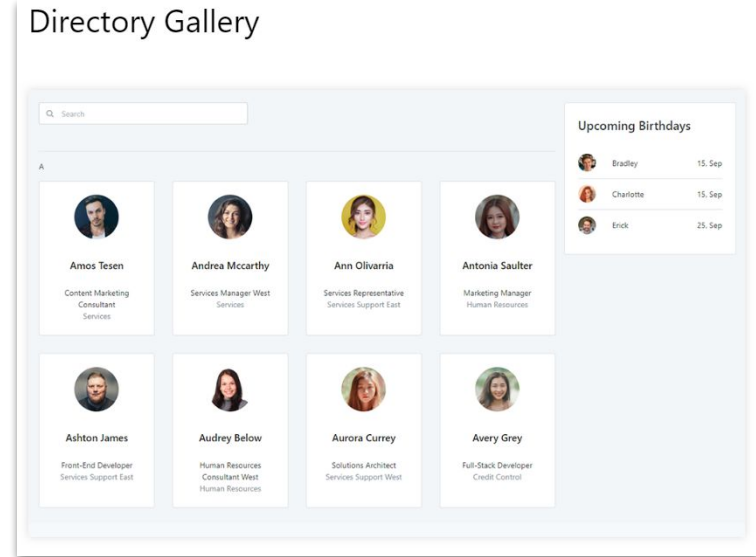 Directory Gallery
Search
Upcoming Birthdays
Bradley 15. Sep
Charlotte 15. Sep
Erick 25. Sep
A
Amos Tesen
Content Marketing
Consultant
Services
Andrea Mccarthy
Services Manager West
Services
Ann Olivarria
Services Representative
Services Support East
Antonia Saulter
Marketing Manager
Human Resources
Ashton James
Front-End Developer
Services Support East
Audrey Below
Human Resources
Consultant West
Human Resources
Aurora Currey
Solutions Architect
Services Support West
Avery Grey
Full-Stack Developer
Credit Control